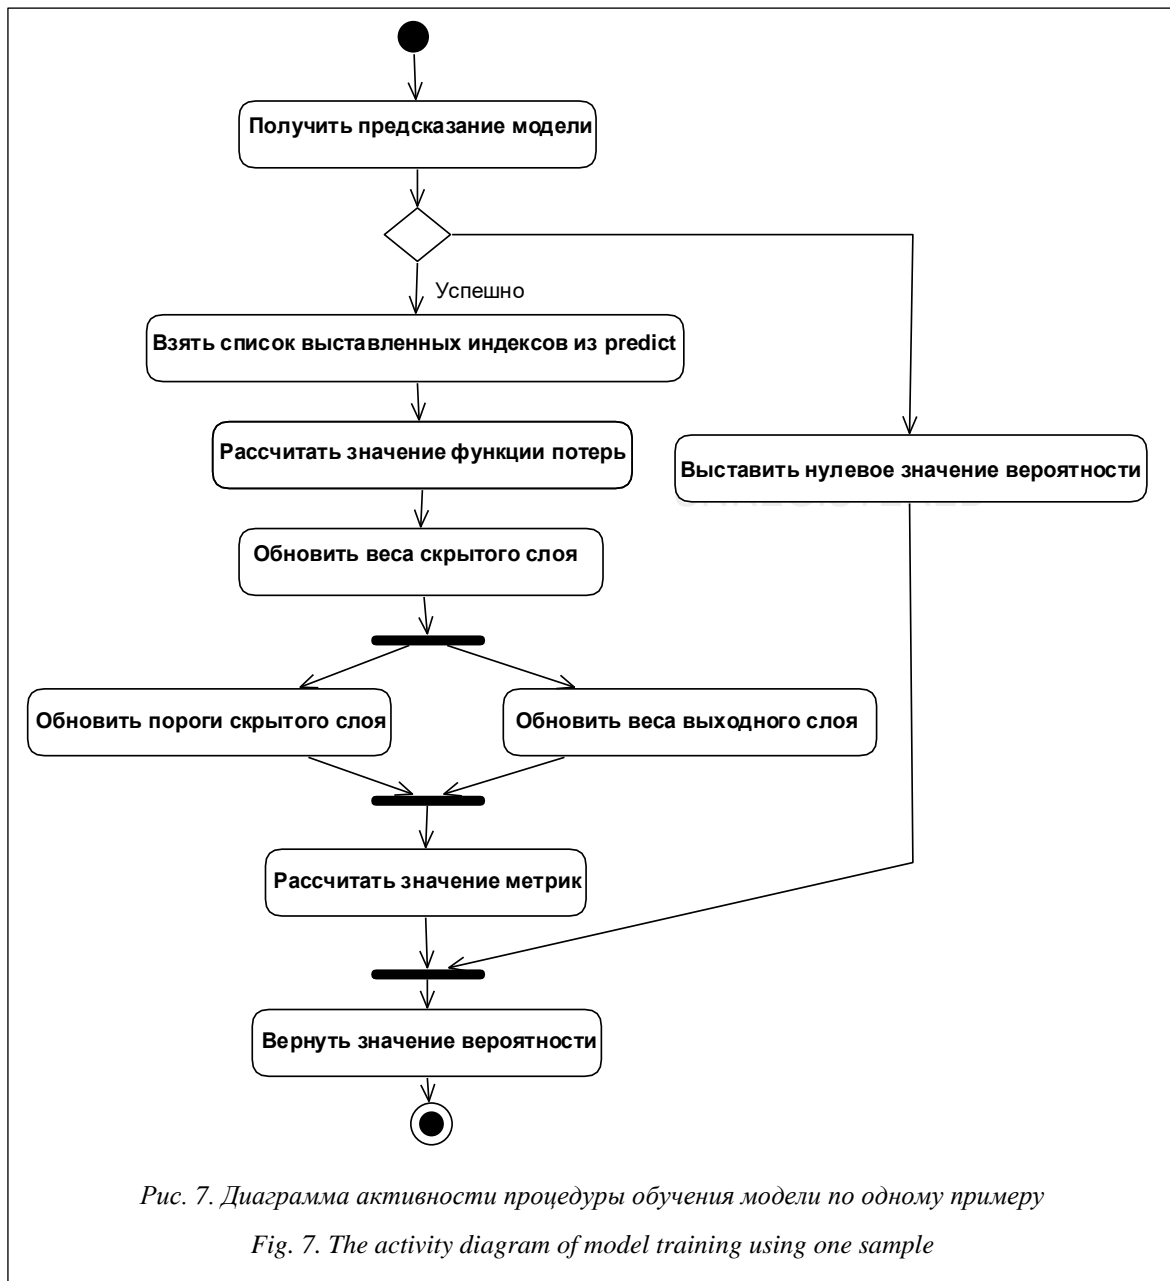 Получить предсказание модели
Успешно
Взять список выставленных индексов из predict
Рассчитать значение функции потерь
Выставить нулевое значение вероятности
Обновить веса скрытого слоя
Обновить пороги скрытого слоя
Обновить веса выходного слоя
Рассчитать значение метрик
Вернуть значение вероятности
Рис. 7. Диаграмма активности процедуры обучения модели по одному примеру
Fig. 7. The activity diagram of model training using one sample